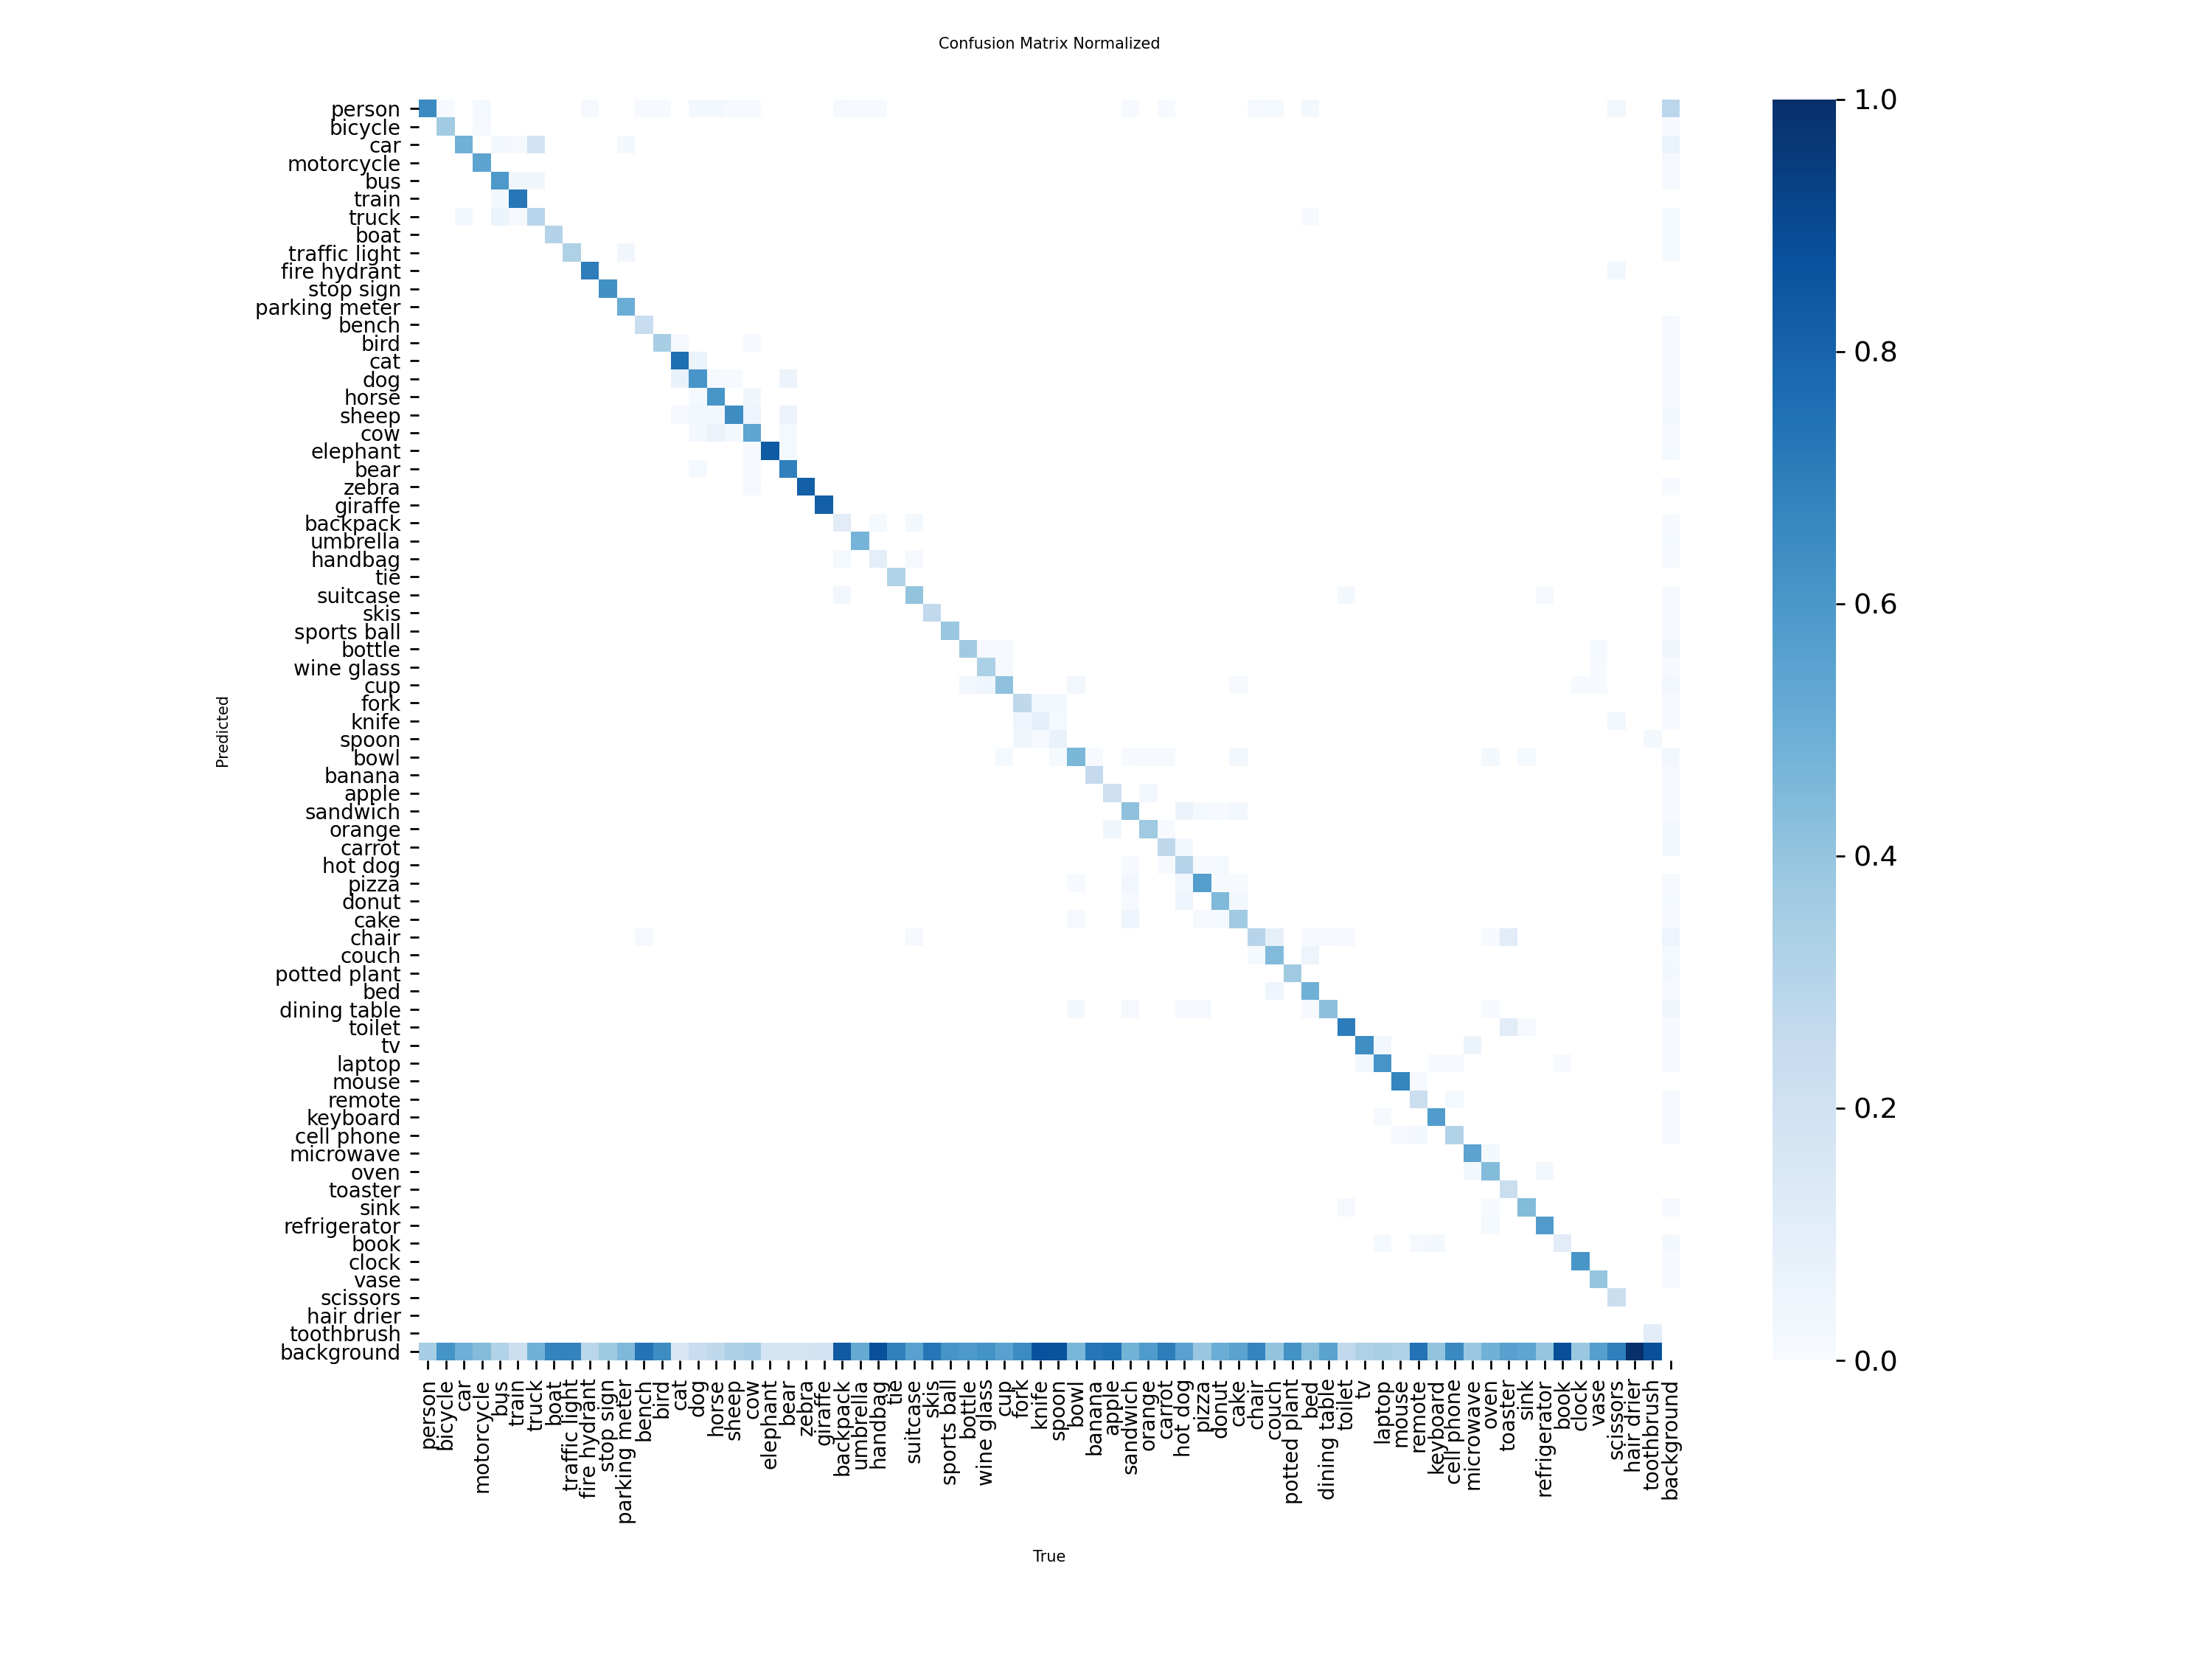 Confusion Matrix Normalized
person
bicycle
car
motorcycle
bus
train
truck
boat
traffic light
fire hydrant
stop sign
parking meter
bench
bird
cat
dog
horse
sheep
cow
elephant
bear
zebra
giraffe
backpack
umbrella
handbag
tie
suitcase
skis
sports ball
bottle
wine glass
cup
fork
knife
spoon
bowl
banana
apple
sandwich
orange
carrot
hot dog
pizza
donut
cake
chair
couch
potted plant
bed
dining table
toilet
tv
laptop
mouse
remote
keyboard
cell phone
microwave
oven
toaster
sink
refrigerator
book
clock
vase
scissors
hair drier
toothbrush
background
Predicted
person
bicycle
car
motorcycle
bus
train
truck
boat
traffic light
fire hydrant
stop sign
parking meter
bench
bird
cat
dog
horse
sheep
cow
elephant
bear
zebra
giraffe
backpack
umbrella
handbag
tie
suitcase
skis
sports ball
bottle
wine glass
cup
fork
knife
spoon
bowl
banana
apple
sandwich
orange
carrot
hot dog
pizza
donut
cake
chair
couch
potted plant
bed
dining table
toilet
tv
laptop
mouse
remote
keyboard
cell phone
microwave
oven
toaster
sink
refrigerator
book
clock
vase
scissors
hair drier
toothbrush
background
True
1.0
0.8
0.6
0.4
0.2
0.0